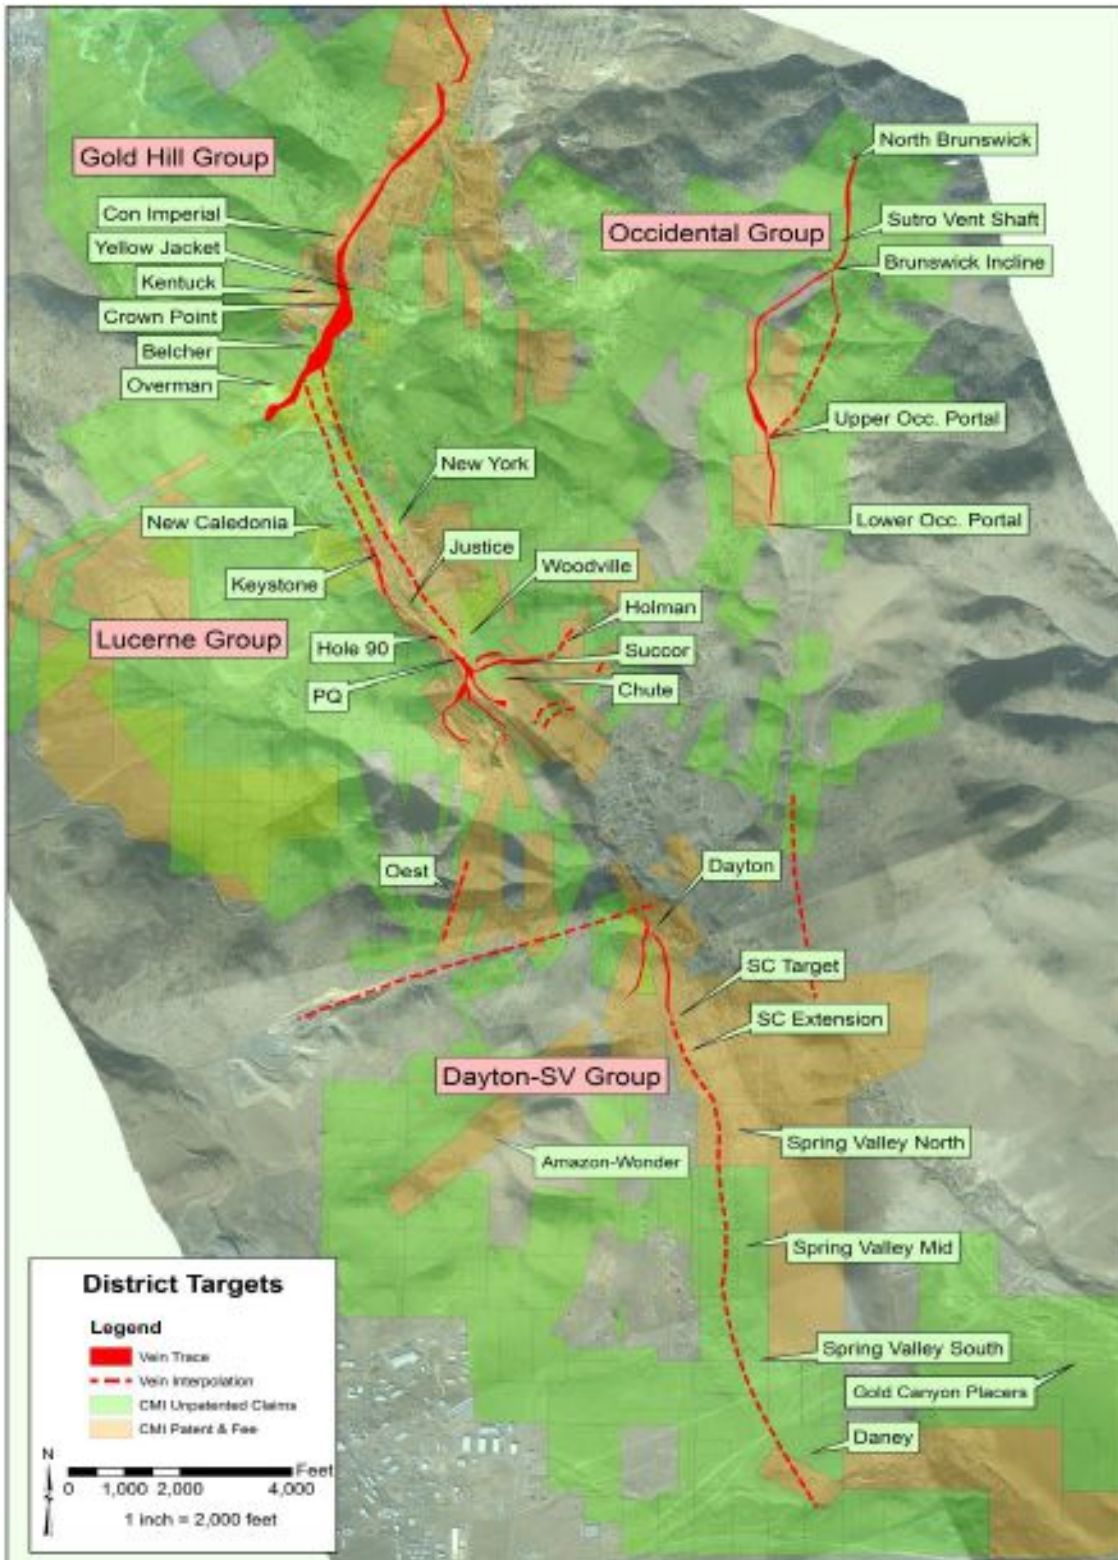 North Brunswick
Gold Hill Group
Con Imperial
Sutro Vent Shaft
Occidental Group
Yellow Jacket
Brunswick Incline
Kentuck
Crown Point
Belcher
Overman
Upper Occ. Portal
New York
New Caledonia
Lower Occ. Portal
Justice
Woodville
Keystone
Holman
Lucerne Group
Hole 90
Succor
PQ
Chute
Oest
Dayton
SC Target
SC Extension
Dayton-SV Group
Spring Valley North
Amazon-Wonder
Spring Valley Mid
Spring Valley South
Gold Canyon Placers
Daney
District Targets
Legend
Vein Trace
Vein Interpolation
CMI Unpatented Claims
CMI Patent & Fee
N
Feet
0 1,000 2,000 4,000
1 inch = 2,000 feet